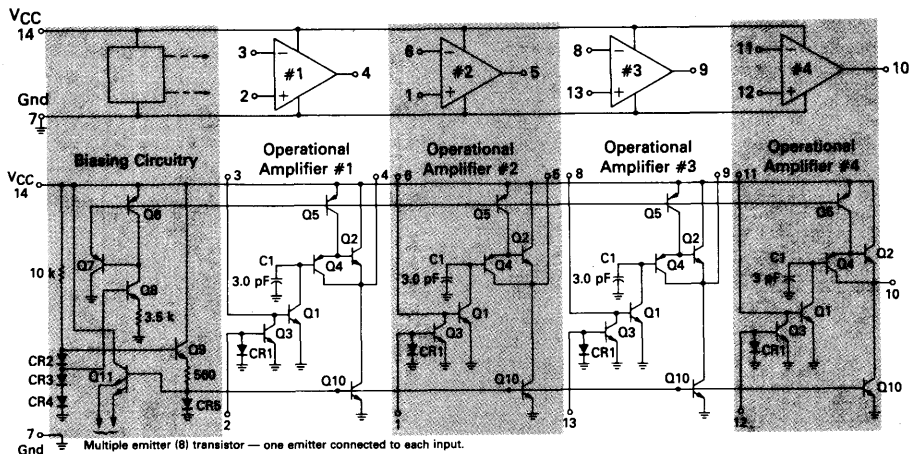 VCC
14
3
−
#1
4
2
+
6
−
#2
5
1
+
8
−
#3
9
13
+
11
−
#4
10
12
+
Gnd
7
Biasing Circuitry
Operational
Amplifier #1
Operational
Amplifier #2
Operational
Amplifier #3
Operational
Amplifier #4
VCC
14
3
4
6
5
8
9
11
Q6
Q5
Q5
Q5
Q2
Q2
Q2
Q2
Q7
C1
3.0 pF
Q4
C1
3.0 pF
Q4
C1
3.0 pF
Q4
C1
Q4
10 k
10
Q8
3.6 k
Q1
Q1
Q1
Q1
Q9
Q3
Q3
Q3
Q3
CR2
CR3
CR4
Q11
560
CR5
CR1
CR1
CR1
CR1
Q10
Q10
Q10
Q10
2
1
13
12
7
Gnd
Multiple emitter (8) transistor — one emitter connected to each input.